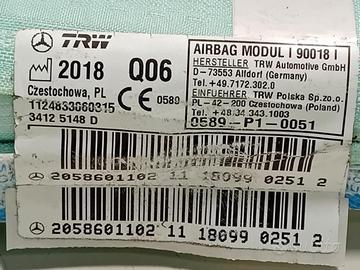 TRW
2018 Q06
Czestochowa, PL
1124833060315
3412 5148 D
0589
AIRBAG MODUL | 90018 |
HERSTELLER TRW Automotive GmbH
D-73553 Alfdorf (Germany)
Tel.+49.7172.302.0
EINFUEHRER TRW Polska Sp.zo.o.
PL-42-200 Czestochowa (Poland)
Tel.+48.34.343.1003
0589-P1-0051
2058601102 11 18099 0251 2
2058601102 11 18099 0251 2